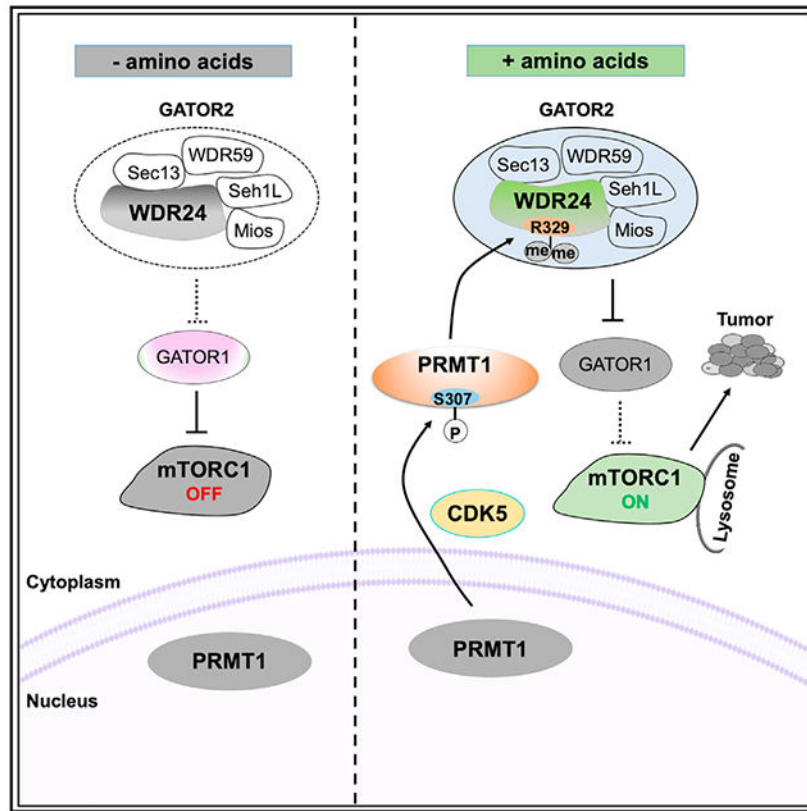 - amino acids
GATOR2
Sec13
WDR59
Seh1L
WDR24
Mios
GATOR1
mTORC1
OFF
Cytoplasm
PRMT1
Nucleus
+ amino acids
GATOR2
Sec13
WDR59
Seh1L
WDR24
R329
Mios
me me
Tumor
PRMT1
S307
P
GATOR1
CDK5
mTORC1
ON
Lysosome
PRMT1